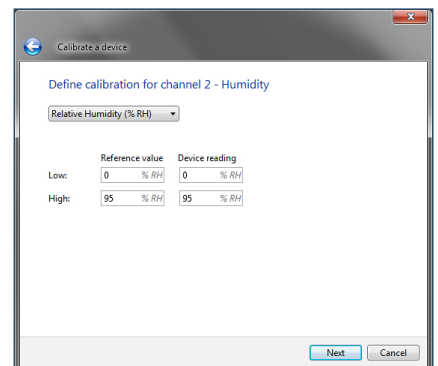 Calibrate a device
Define calibration for channel 2 - Humidity
Relative Humidity (% RH)
Reference value Device reading
Low: 0 % RH 0 % RH
High: 95 % RH 95 % RH
Next Cancel